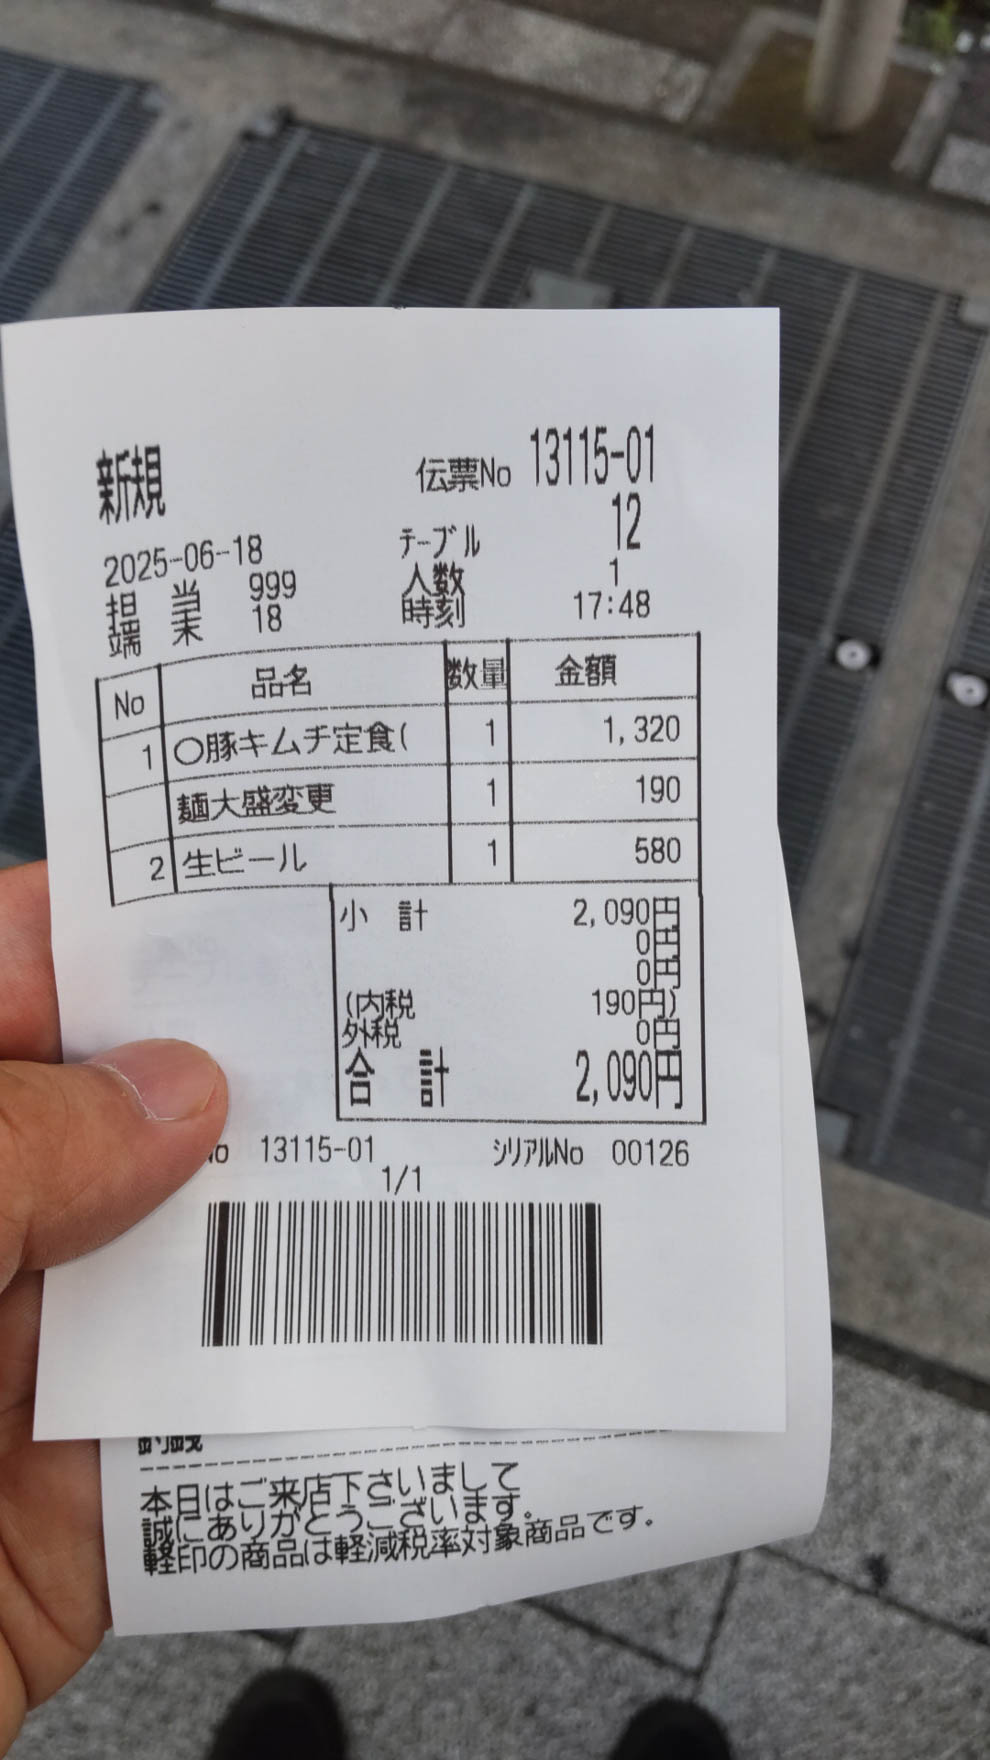 新規 伝票No 13115-01
2025-06-18 テーブル 12
担 当 999 人数 1
端 末 18 時刻 17:48
No 品名 数量 金額
1 〇豚キムチ定食( 1 1,320
麺大盛変更 1 190
2 生ビール 1 580
小 計 2,090円
0円
0円
(内税 190円)
外税 0円
合 計 2,090円
13115-01 シリアルNo 00126
1/1
本日はご来店下さいまして
誠にありがとうございます。
軽印の商品は軽減税率対象商品です。